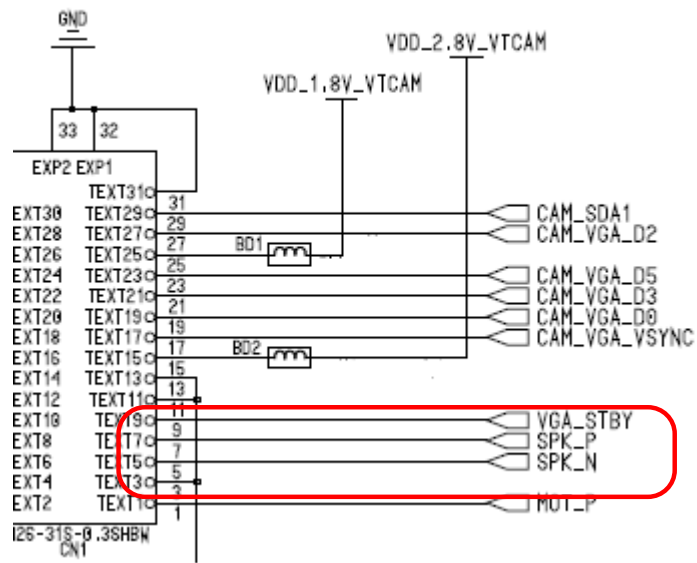 GND
VDD_2.8V_VTCAM
VDD_1.8V_VTCAM
33 32
EXP2 EXP1
TEXT31 31
EXT30 TEXT29 29 CAM_SDA1
EXT28 TEXT27 27 CAM_VGA_D2
EXT26 TEXT25 25 BD1
EXT24 TEXT23 23 CAM_VGA_D5
EXT22 TEXT21 21 CAM_VGA_D3
EXT20 TEXT19 19 CAM_VGA_D0
EXT18 TEXT17 17 CAM_VGA_VSYNC
EXT16 TEXT15 15 BD2
EXT14 TEXT13 13
EXT12 TEXT11 11
EXT10 TEXT9 9 VGA_STBY
EXT8 TEXT7 7 SPK_P
EXT6 TEXT5 5 SPK_N
EXT4 TEXT3 3
EXT2 TEXT1 1 MOT_P
126-31S-0.3SHBW
CN1